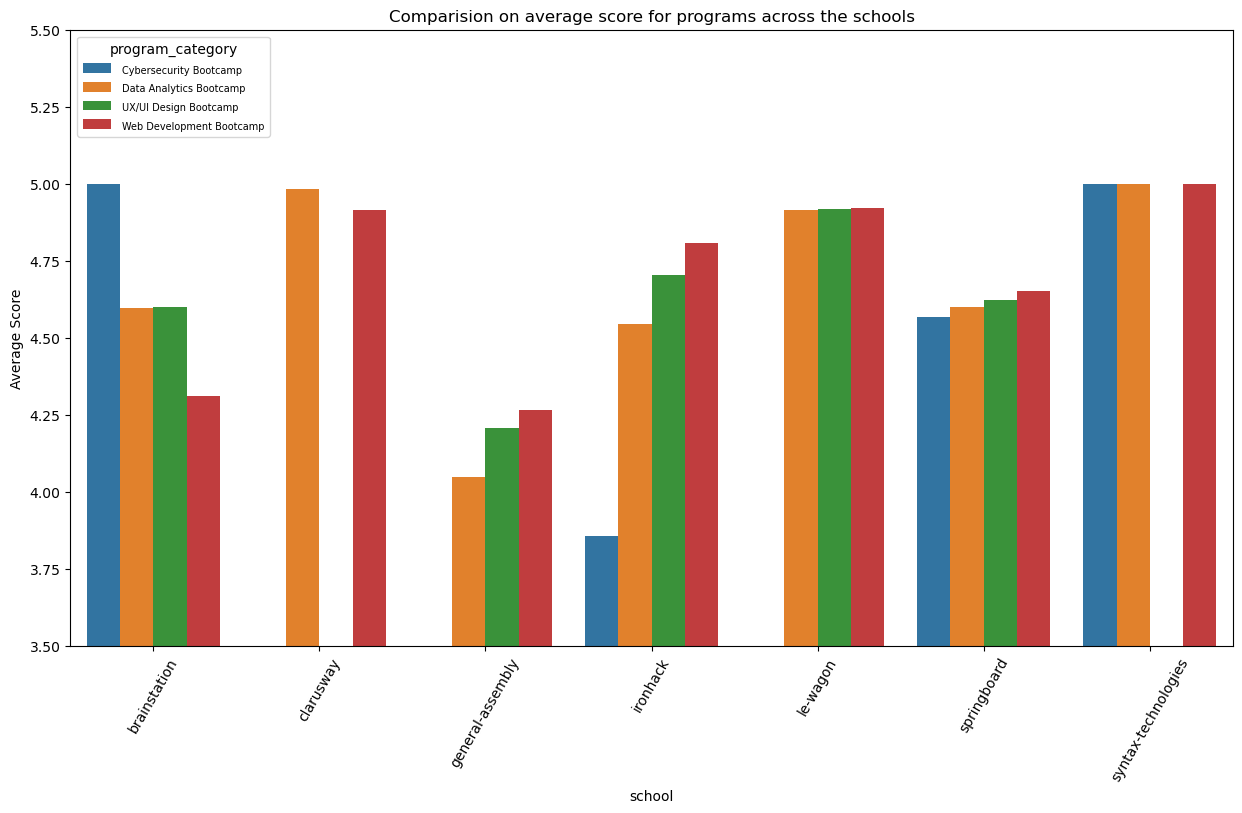 Comparision on average score for programs across the schools
program_category
Cybersecurity Bootcamp
Data Analytics Bootcamp
UX/UI Design Bootcamp
Web Development Bootcamp
5.50
5.25
5.00
4.75
4.50
4.25
4.00
3.75
3.50
Average Score
brainstation
clarusway
general-assembly
ironhack
le-wagon
springboard
syntax-technologies
school